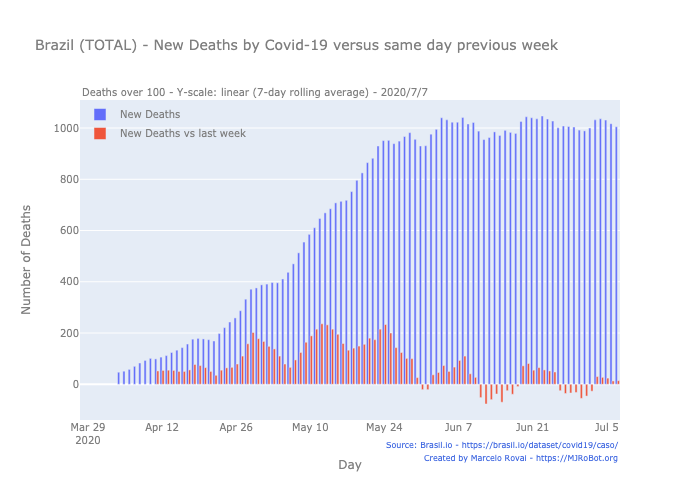 Brazil (TOTAL) - New Deaths by Covid-19 versus same day previous week
Deaths over 100 - Y-scale: linear (7-day rolling average) - 2020/7/7
New Deaths
New Deaths vs last week
1000
800
600
400
200
0
Number of Deaths
Mar 29
2020
Apr 12
Apr 26
May 10
May 24
Jun 7
Jun 21
Jul 5
Day
Source: Brasil.io - https://brasil.io/dataset/covid19/caso/
Created by Marcelo Rovai - https://MJRoBot.org